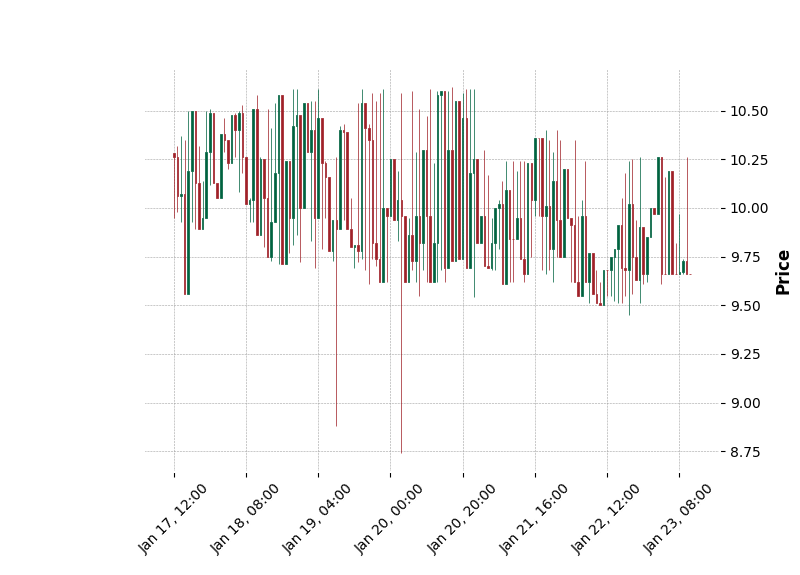 10.50
10.25
10.00
9.75
9.50
9.25
9.00
8.75
Price
Jan 17, 12:00
Jan 18, 08:00
Jan 19, 04:00
Jan 20, 00:00
Jan 20, 20:00
Jan 21, 16:00
Jan 22, 12:00
Jan 23, 08:00